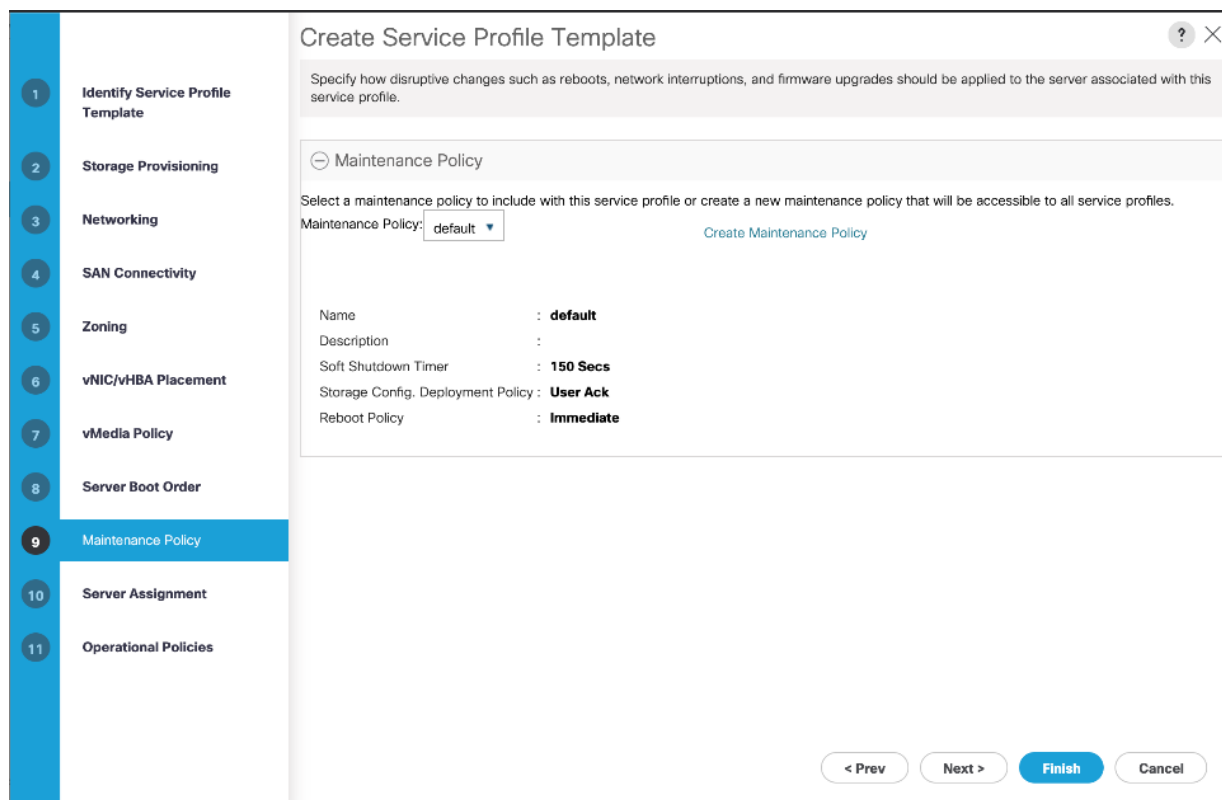 Create Service Profile Template
?
Specify how disruptive changes such as reboots, network interruptions, and firmware upgrades should be applied to the server associated with this
service profile.
1 Identify Service Profile
Template
2 Storage Provisioning
3 Networking
4 SAN Connectivity
5 Zoning
6 vNIC/vHBA Placement
7 vMedia Policy
8 Server Boot Order
9 Maintenance Policy
10 Server Assignment
11 Operational Policies
Maintenance Policy
Select a maintenance policy to include with this service profile or create a new maintenance policy that will be accessible to all service profiles.
Maintenance Policy: default
Create Maintenance Policy
Name : default
Description :
Soft Shutdown Timer : 150 Secs
Storage Config. Deployment Policy : User Ack
Reboot Policy : Immediate
< Prev
Next >
Finish
Cancel